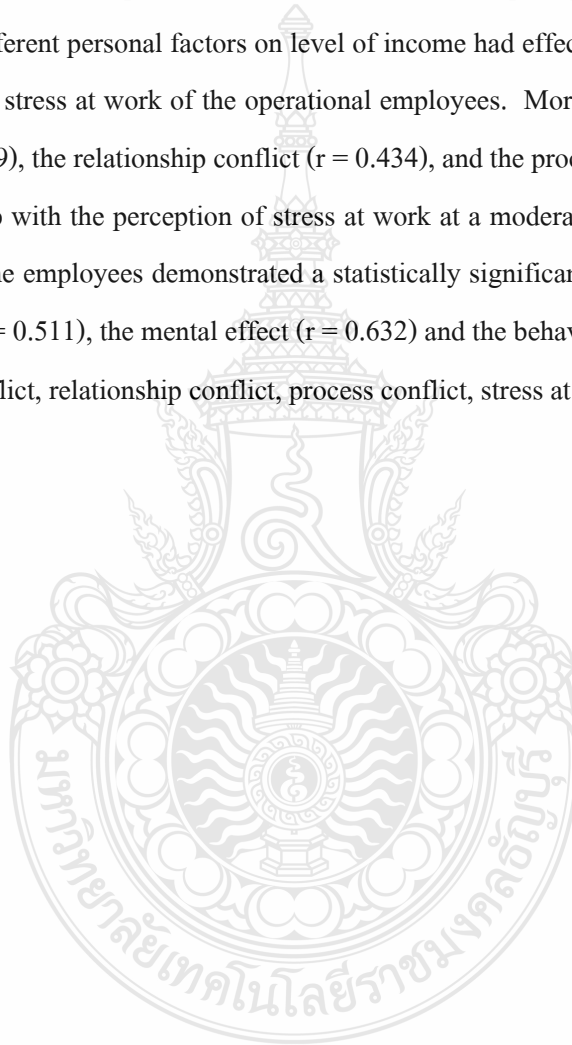 ferent personal factors on level of income had effec
stress at work of the operational employees. Mor
9), the relationship conflict (r = 0.434), and the proc
with the perception of stress at work at a modera
e employees demonstrated a statistically significan
= 0.511), the mental effect (r = 0.632) and the behav
lict, relationship conflict, process conflict, stress at
มหาวิทยาลัยเทคโนโลยีราชมงคลธัญบุรี